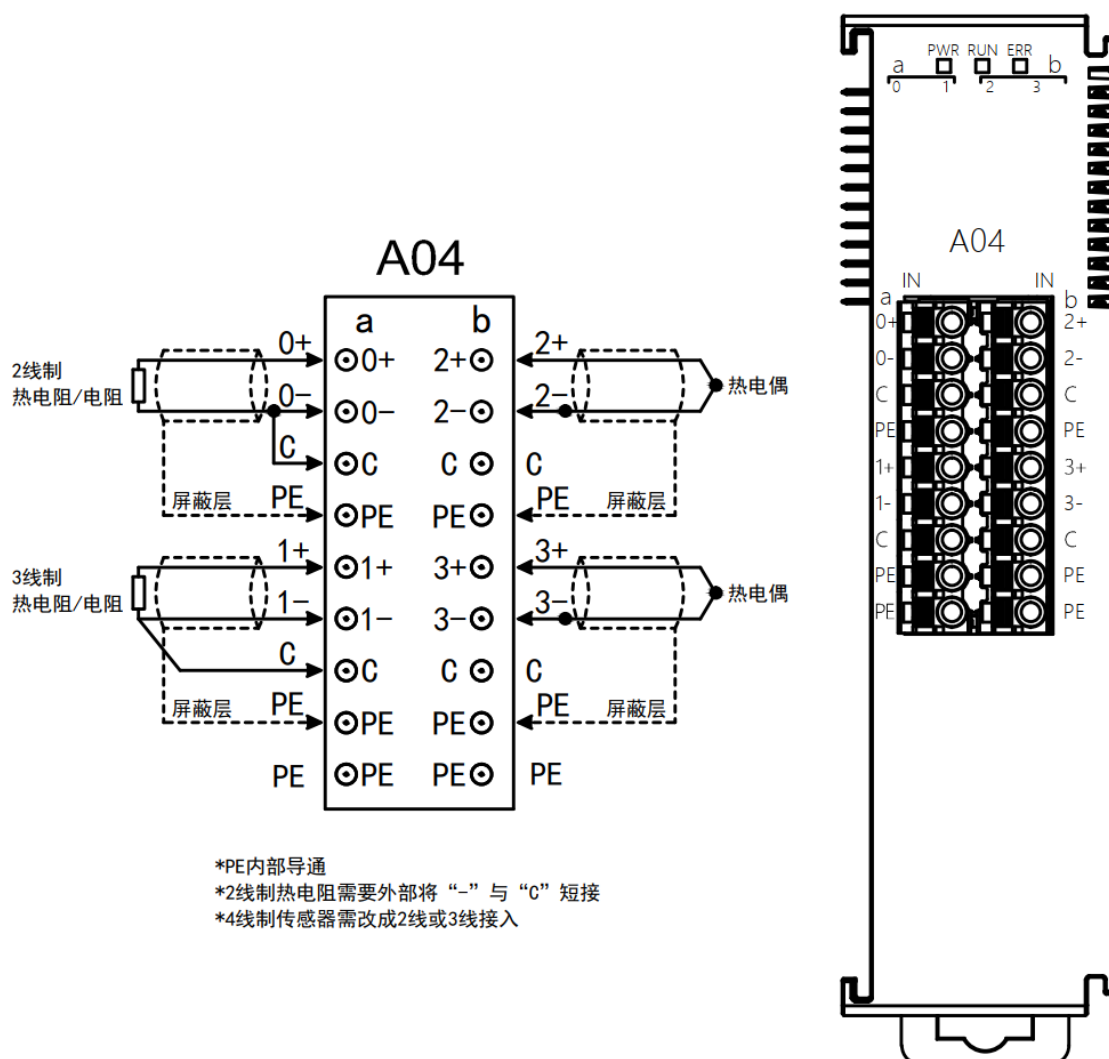 A04
a b
2线制
热电阻/电阻
0+ 0+ 2+ 2+
0- 0- 2- 2-
热电偶
C C C C
屏蔽层 PE PE PE PE 屏蔽层
3线制
热电阻/电阻
1+ 1+ 3+ 3+
1- 1- 3- 3-
热电偶
C C C C
屏蔽层 PE PE PE PE 屏蔽层
PE PE PE PE
*PE内部导通
*2线制热电阻需要外部将“-”与“C”短接
*4线制传感器需改成2线或3线接入
PWR RUN ERR
a b
0 1 2 3
A04
IN IN
a b
0+ 2+
0- 2-
C C
PE PE
1+ 3+
1- 3-
C C
PE PE
PE PE